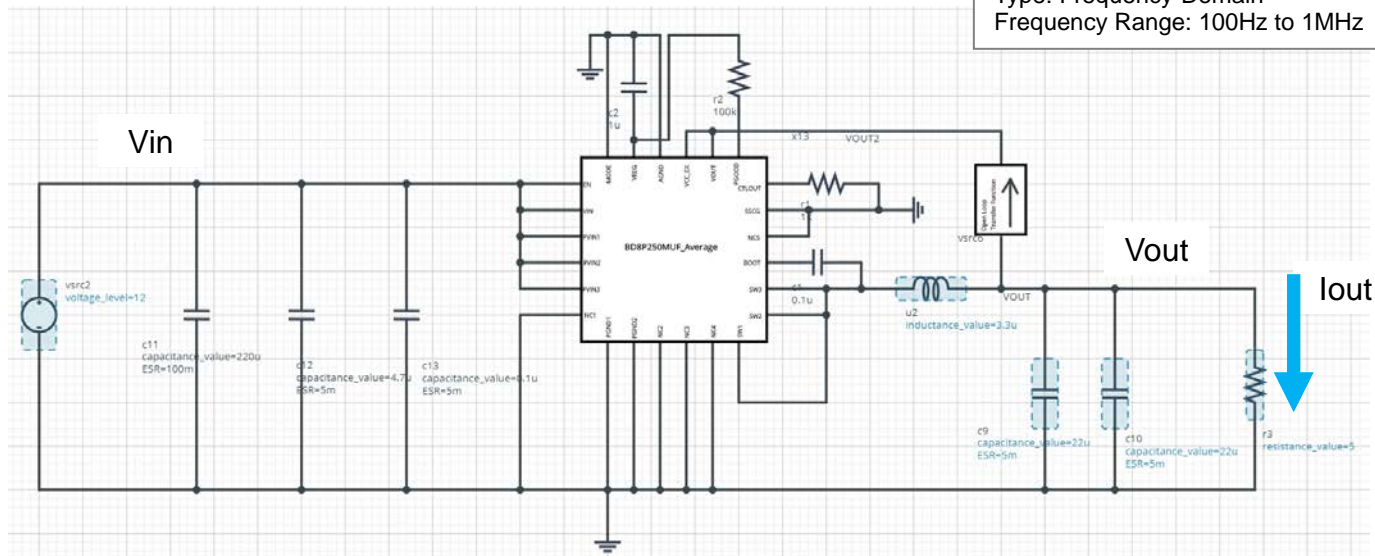 Type: Frequency-Domain
Frequency Range: 100Hz to 1MHz
Vin
vsrc2
voltage_level=12
c11
capacitance_value=220u
ESR=100m
c12
capacitance_value=4.7u
ESR=5m
c13
capacitance_value=0.1u
ESR=5m
c2
1u
r2
100k
x13
VOUT2
MODE
VREG
AGND
VCC_EX
VOUT
PGOOD
EN
VIN
PVIN1
PVIN2
PVIN3
NC1
BD8P250MUF_Average
CTLOUT
SSCG
NC5
BOOT
SW3
SW2
PGND1
PGND2
NC2
NC3
NC4
SW1
r1
c1
0.1u
Open Loop
Transfer Function
vsrc6
u2
inductance_value=3.3u
VOUT
Vout
Iout
c9
capacitance_value=22u
ESR=5m
c10
capacitance_value=22u
ESR=5m
r3
resistance_value=5